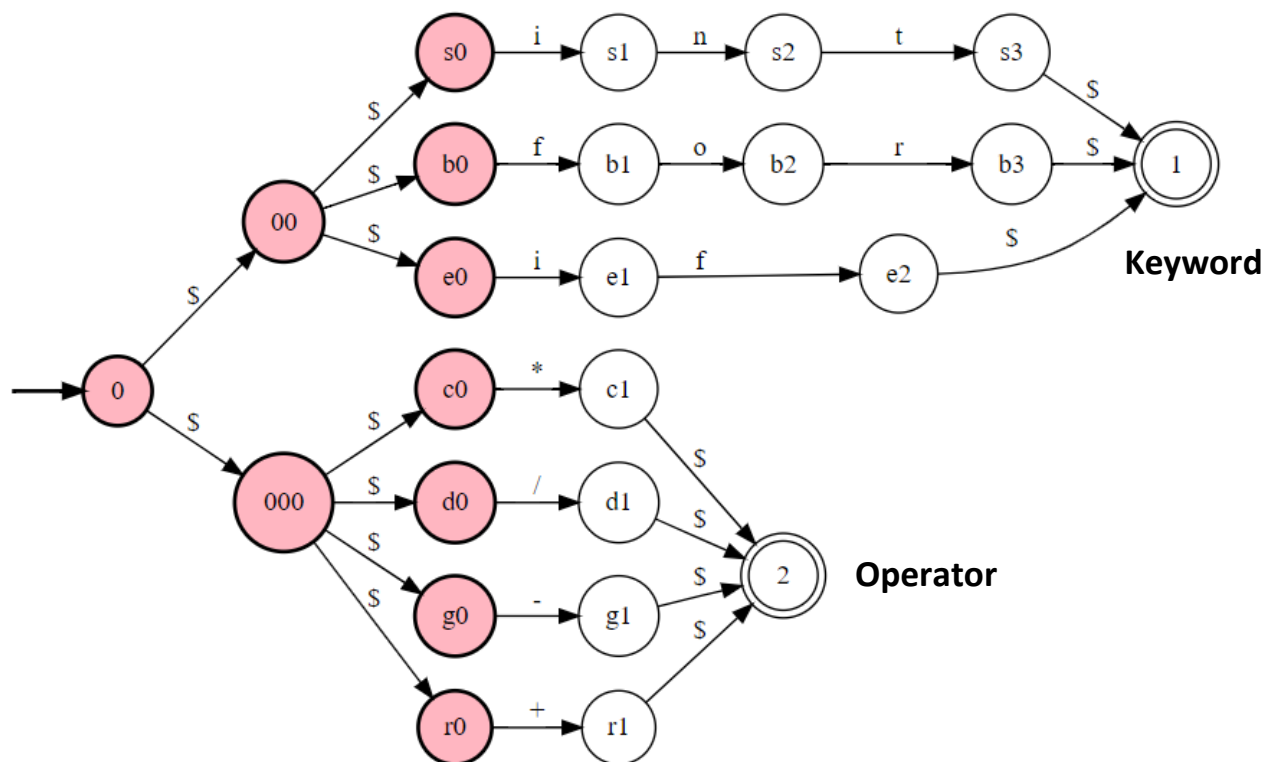 s0 i s1 n s2 t s3
$ $
b0 f b1 o b2 r b3 $ 1
$
00
$ $
e0 i e1 f e2
Keyword
$
0
c0 * c1
$ $ $
000 $ d0 / d1
$ $
2 Operator
$ g0 - g1 $
$
r0 + r1